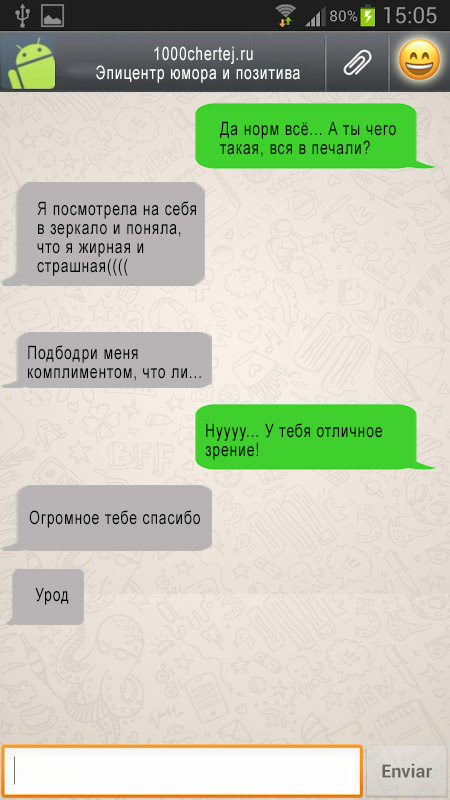 80% 15:05
1000chertej.ru
Эпицентр юмора и позитива
Да норм всё... А ты чего
такая, вся в печали?
Я посмотрела на себя
в зеркало и поняла,
что я жирная и
страшная((((
Подбодри меня
комплиментом, что ли...
Нуууу... У тебя отличное
зрение!
Огромное тебе спасибо
Урод
BFF
Enviar